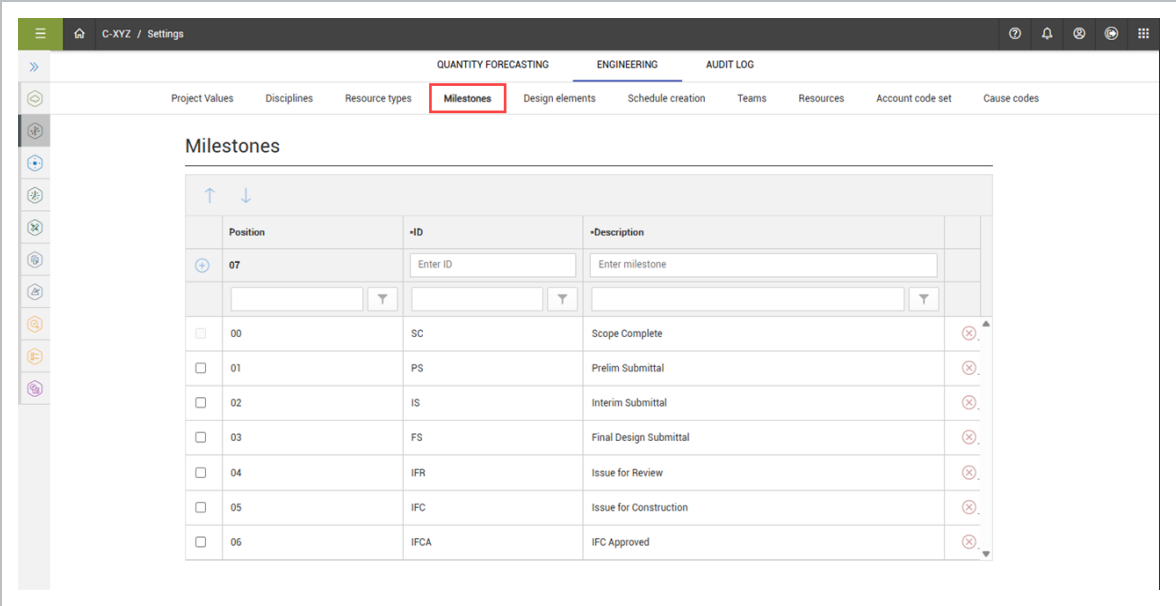 C-XYZ / Settings
QUANTITY FORECASTING ENGINEERING AUDIT LOG
Project Values Disciplines Resource types Milestones Design elements Schedule creation Teams Resources Account code set Cause codes
Milestones
Position •ID •Description
07 Enter ID Enter milestone
00 SC Scope Complete
01 PS Prelim Submittal
02 IS Interim Submittal
03 FS Final Design Submittal
04 IFR Issue for Review
05 IFC Issue for Construction
06 IFCA IFC Approved